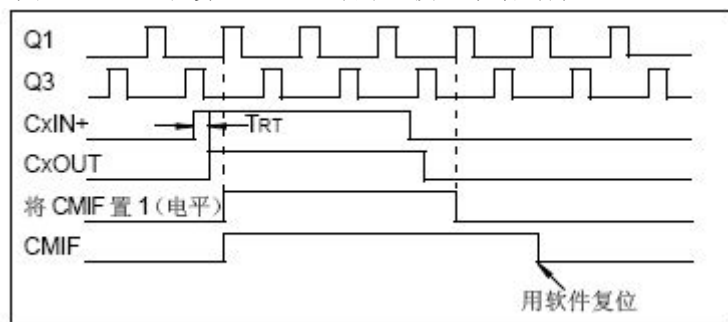 Q1
Q3
CxIN+
TRT
CxOUT
将 CMIF 置 1（电平）
CMIF
用软件复位